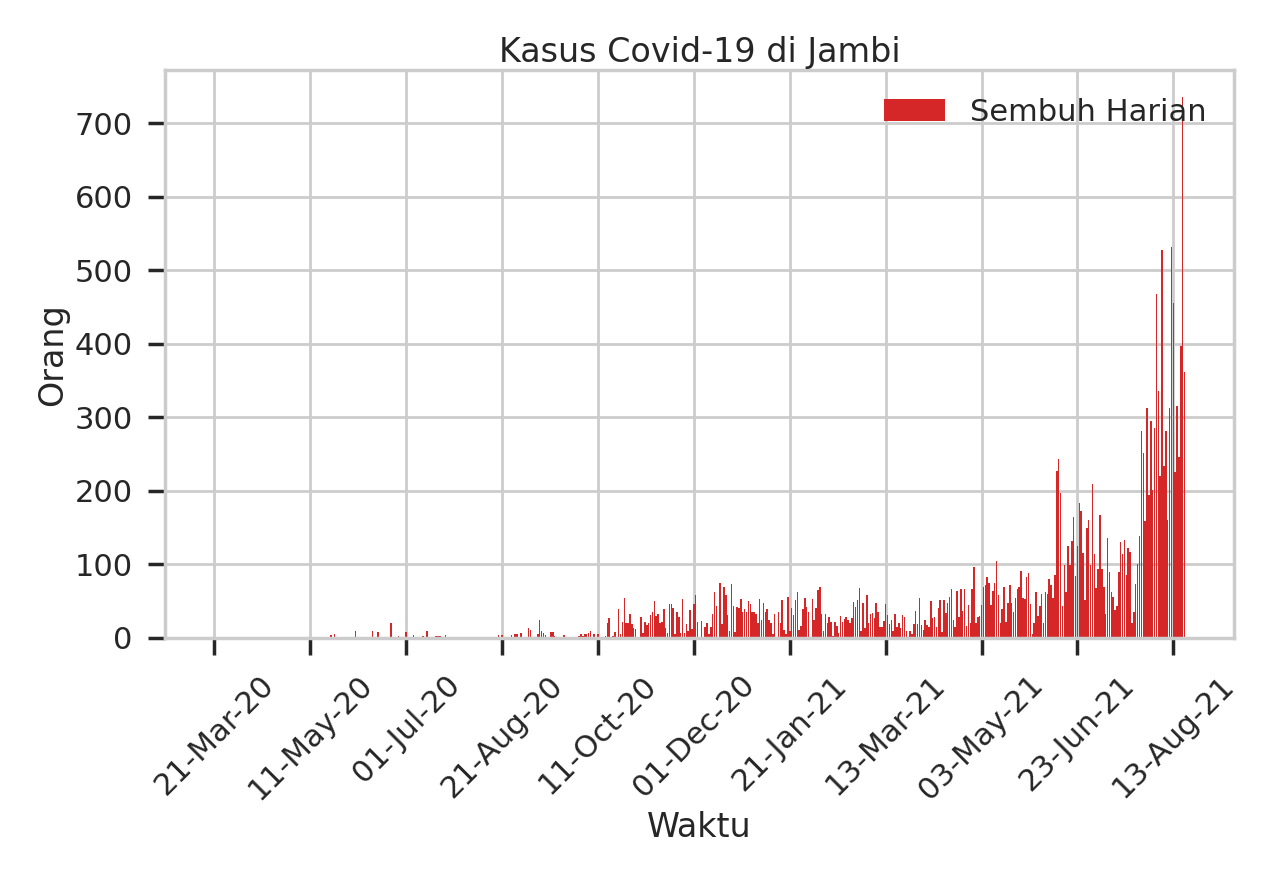 Kasus Covid-19 di Jambi
Sembuh Harian
Orang
700
600
500
400
300
200
100
0
21-Mar-20
11-May-20
01-Jul-20
21-Aug-20
11-Oct-20
01-Dec-20
21-Jan-21
13-Mar-21
03-May-21
23-Jun-21
13-Aug-21
Waktu